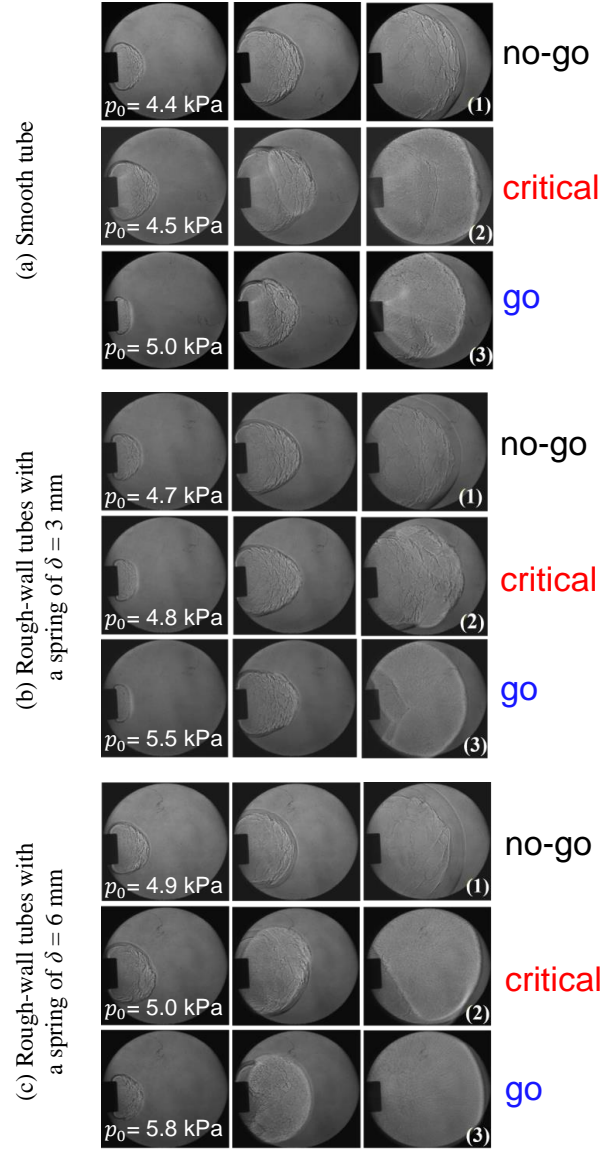 (a) Smooth tube
p₀= 4.4 kPa
(1)
no-go
p₀= 4.5 kPa
(2)
critical
p₀= 5.0 kPa
(3)
go
(b) Rough-wall tubes with
a spring of δ = 3 mm
p₀= 4.7 kPa
(1)
no-go
p₀= 4.8 kPa
(2)
critical
p₀= 5.5 kPa
(3)
go
(c) Rough-wall tubes with
a spring of δ = 6 mm
p₀= 4.9 kPa
(1)
no-go
p₀= 5.0 kPa
(2)
critical
p₀= 5.8 kPa
(3)
go